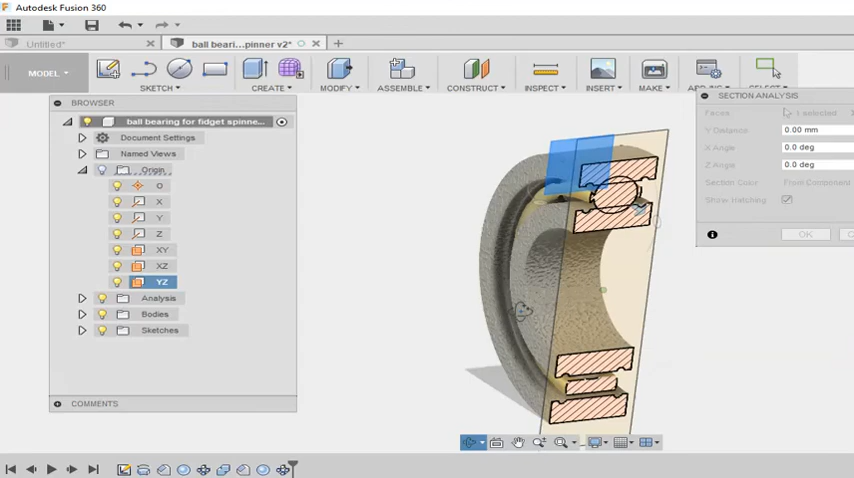 Autodesk Fusion 360
Untitled*
ball beari...pinner v2*
MODEL
SKETCH
CREATE
MODIFY
ASSEMBLE
CONSTRUCT
INSPECT
INSERT
MAKE
BROWSER
ball bearing for fidget spinne...
Document Settings
Named Views
Origin
O
X
Y
Z
XY
XZ
YZ
Analysis
Bodies
Sketches
COMMENTS
SECTION ANALYSIS
Faces
1 selected
Y Distance
0.00 mm
X Angle
0.0 deg
Z Angle
0.0 deg
Section Color
From Component
Show Hatching
OK